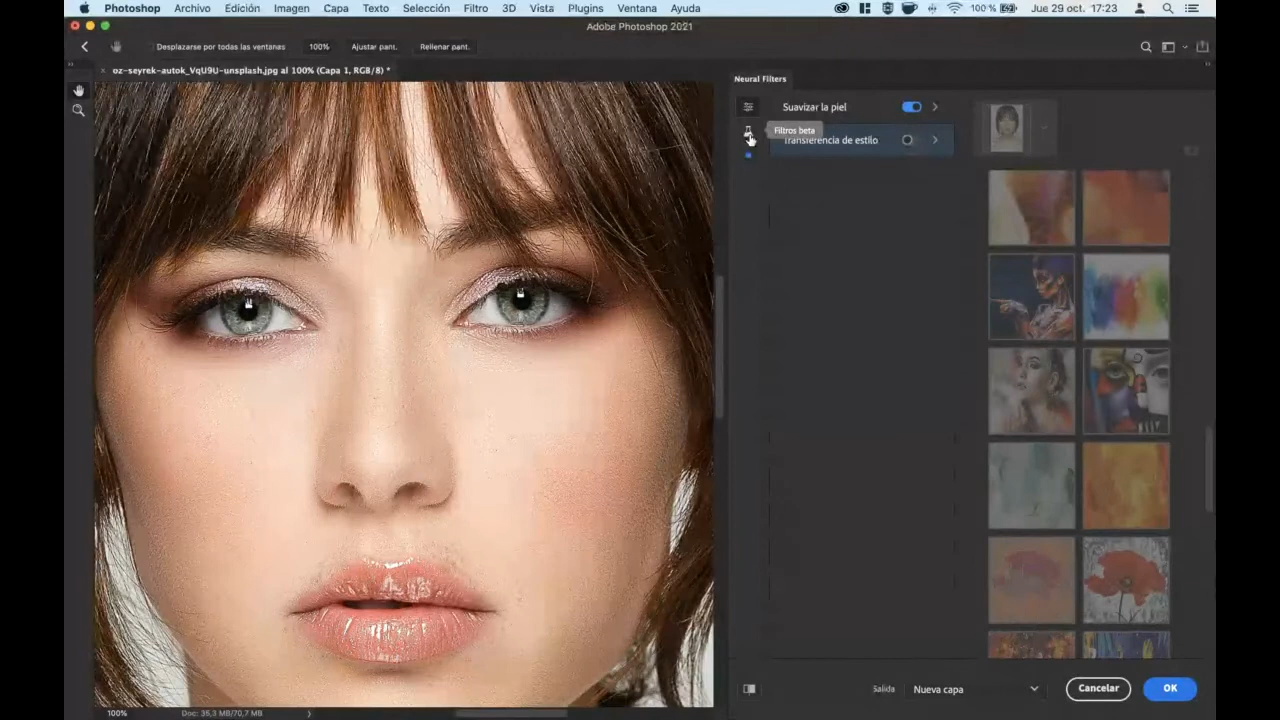 Photoshop Archivo Edición Imagen Capa Texto Selección Filtro 3D Vista Plugins Ventana Ayuda 100 % Jue 29 oct. 17:23
Adobe Photoshop 2021
Desplazarse por todas las ventanas 100% Ajustar pant. Rellenar pant.
oz-seyrek-autok_VqU9U-unsplash.jpg al 100% (Capa 1, RGB/8) *
Neural Filters
Suavizar la piel
Filtros beta
Transferencia de estilo
Salida Nueva capa Cancelar OK
100% Doc: 35,3 MB/70,7 MB